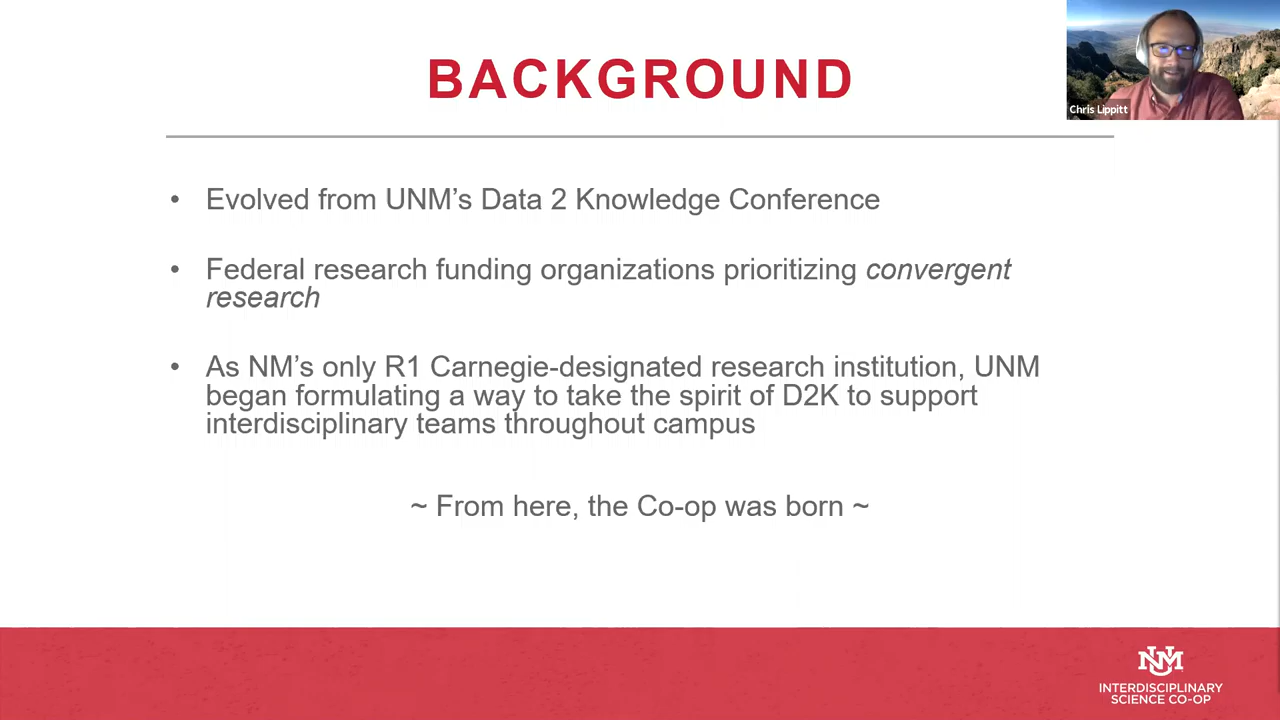 BACKGROUND
Chris Lippitt
• Evolved from UNM’s Data 2 Knowledge Conference
• Federal research funding organizations prioritizing convergent
research
• As NM’s only R1 Carnegie-designated research institution, UNM
began formulating a way to take the spirit of D2K to support
interdisciplinary teams throughout campus
~ From here, the Co-op was born ~
UNM
INTERDISCIPLINARY
SCIENCE CO-OP